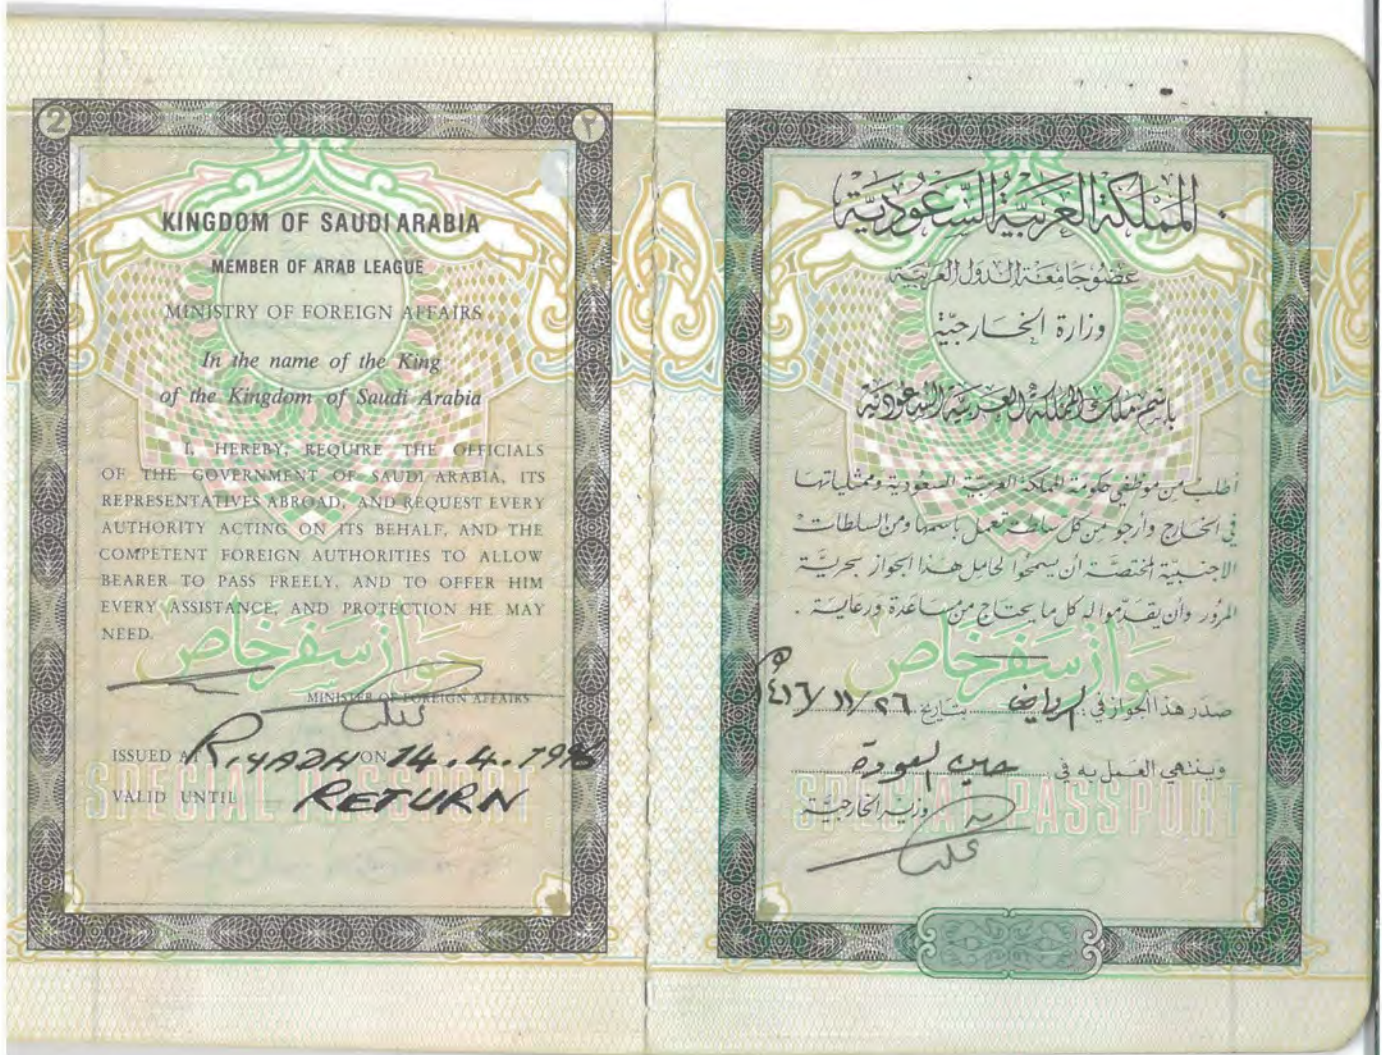 2
٢
KINGDOM OF SAUDI ARABIA
MEMBER OF ARAB LEAGUE
MINISTRY OF FOREIGN AFFAIRS
In the name of the King
of the Kingdom of Saudi Arabia
I, HEREBY, REQUIRE THE OFFICIALS
OF THE GOVERNMENT OF SAUDI ARABIA, ITS
REPRESENTATIVES ABROAD, AND REQUEST EVERY
AUTHORITY ACTING ON ITS BEHALF, AND THE
COMPETENT FOREIGN AUTHORITIES TO ALLOW
BEARER TO PASS FREELY, AND TO OFFER HIM
EVERY ASSISTANCE, AND PROTECTION HE MAY
NEED.
جواز سفر خاص
MINISTER OF FOREIGN AFFAIRS
ISSUED AT RIYADH ON 14.4.1996
SPECIAL PASSPORT
VALID UNTIL RETURN
المملكة العربية السعودية
عضو جامعة الدول العربية
وزارة الخارجية
باسم ملك المملكة العربية السعودية
أطلب من موظفي حكومة المملكة العربية السعودية وممثلياتها
في الخارج وأرجو من كل سلطة تعمل باسمها ومن السلطات
الاجنبية المختصة أن يسمحوا لحامل هذا الجواز بحرية
المرور وأن يقدموا له كل ما يحتاج من مساعدة ورعاية .
جواز سفر خاص
صدر هذا الجواز في : الرياض بتاريخ ٢٦/١١/٤١٦ه
وينتهي العمل به في حين العودة
SPECIAL PASSPORT
وزير الخارجية